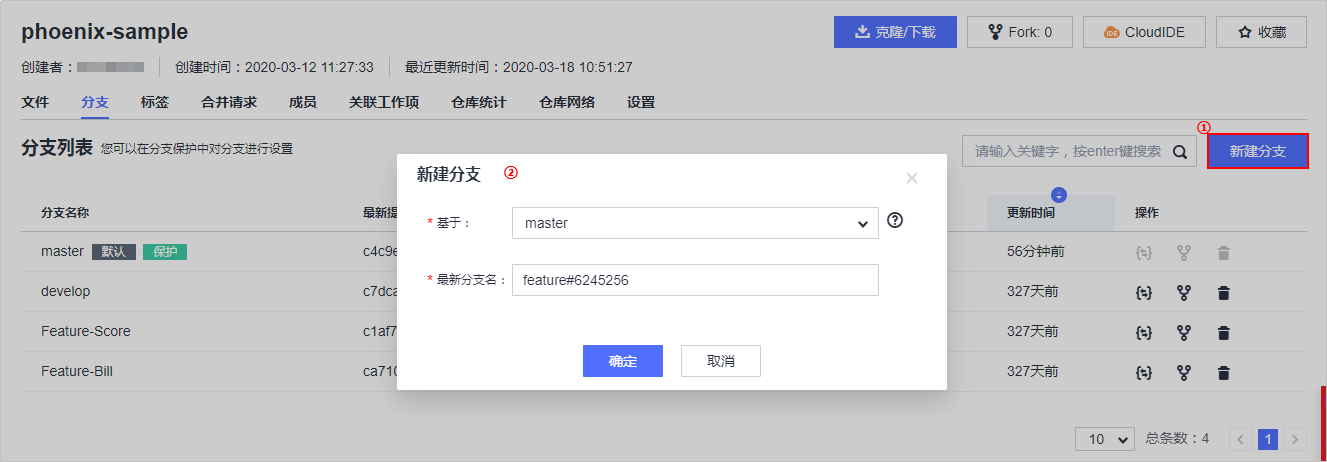 phoenix-sample
克隆/下载
Fork: 0
CloudIDE
收藏
创建者：
创建时间：2020-03-12 11:27:33
最近更新时间：2020-03-18 10:51:27
文件 分支 标签 合并请求 成员 关联工作项 仓库统计 仓库网络 设置
分支列表 您可以在分支保护中对分支进行设置
请输入关键字，按enter键搜索
①
新建分支
新建分支 ②
* 基于：
master
* 最新分支名：
feature#6245256
确定
取消
分支名称 最新提 更新时间 操作
master 默认 保护 c4c9e 56分钟前
develop c7dca 327天前
Feature-Score c1af7 327天前
Feature-Bill ca710 327天前
10 总条数：4 < 1 >